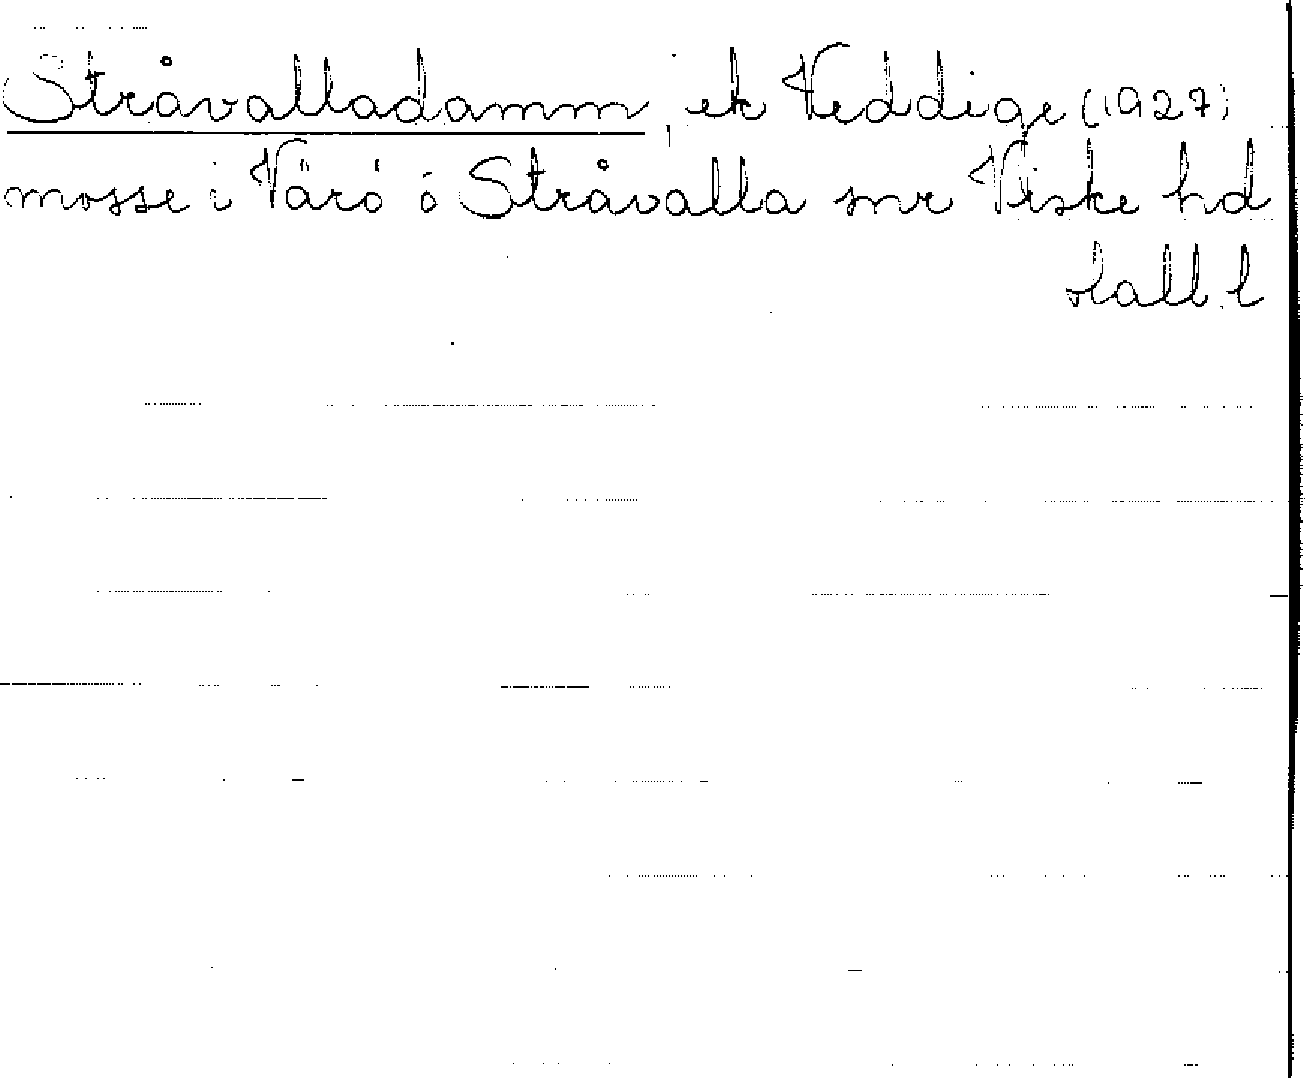 Stråvalladamm, ek Veddige (1927)
mosse i Värö ö Stråvalla snr Viske hd
Hall. l